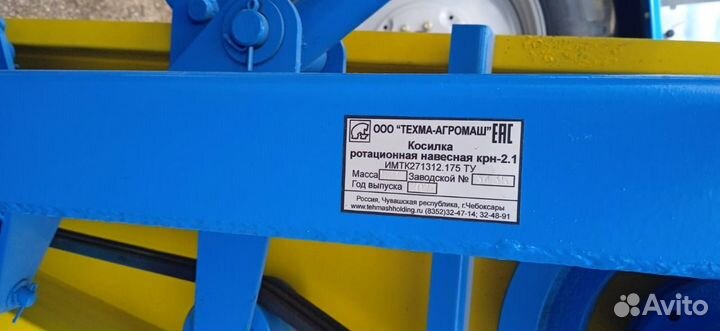 ООО "ТЕХМА-АГРОМАШ" ЕАС
Косилка
ротационная навесная крн-2.1
ИМТК271312.175 ТУ
Масса Заводской №
Год выпуска
Россия, Чувашская республика, г.Чебоксары
www.tehmashholding.ru (8352)32-47-14; 32-48-91
Avito